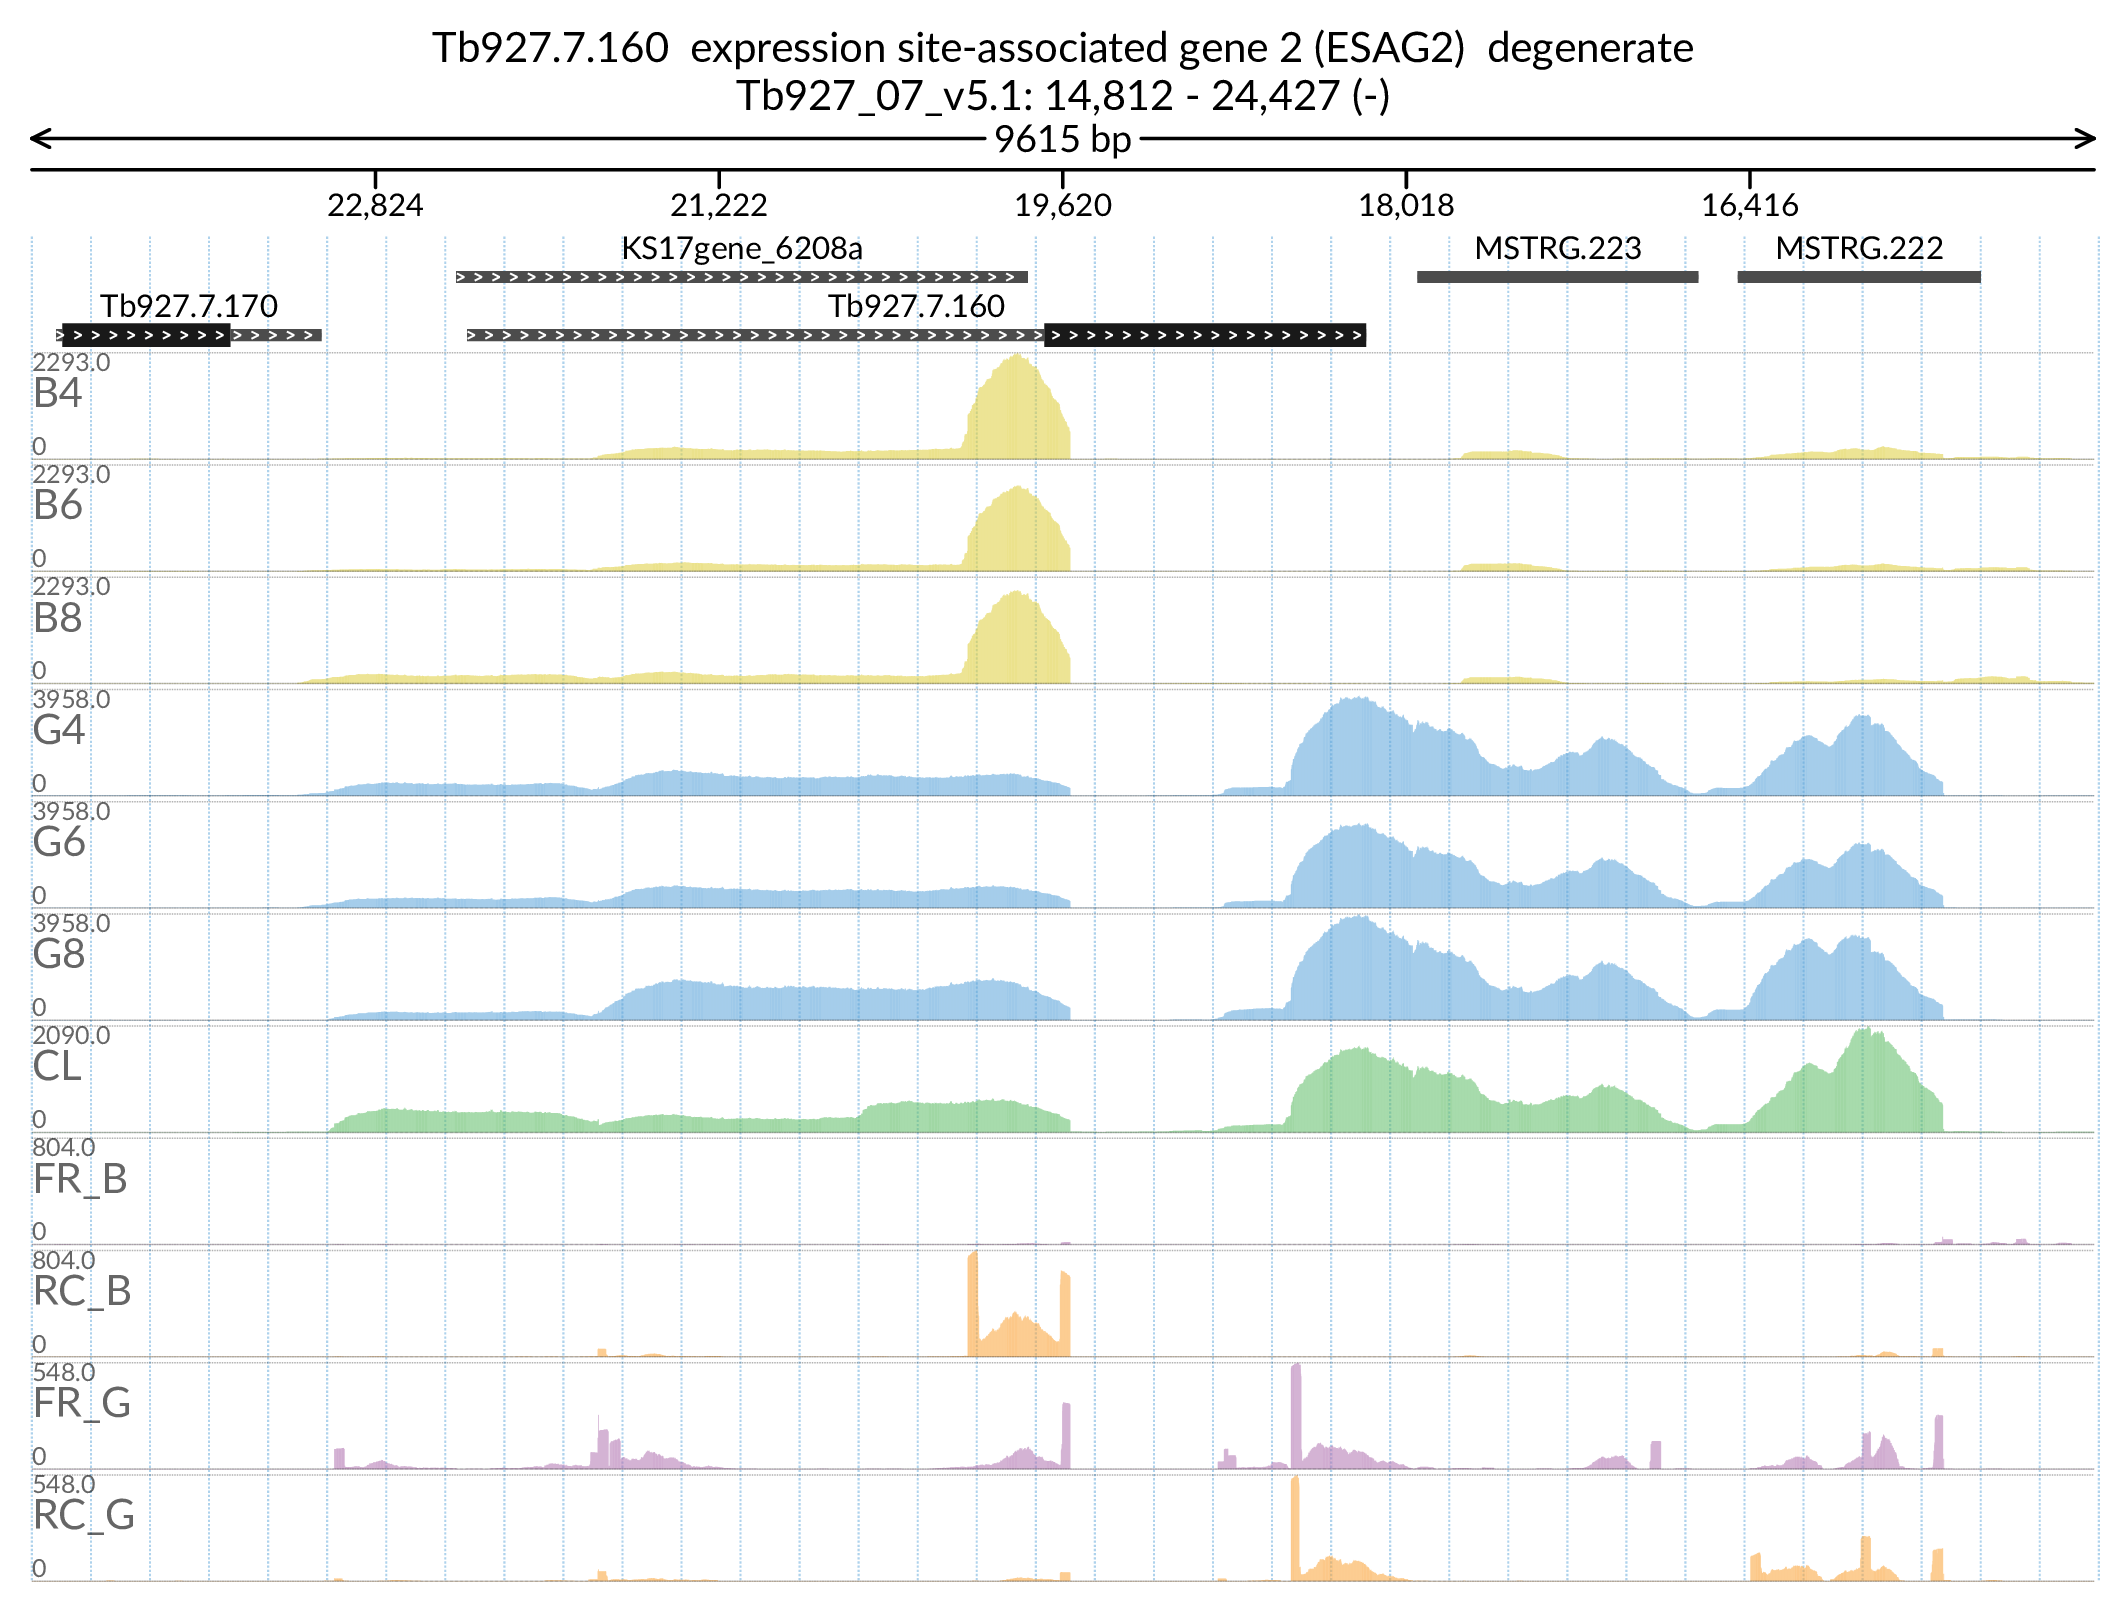 Tb927.7.160  expression site-associated gene 2 (ESAG2)  degenerate
Tb927_07_v5.1: 14,812 - 24,427 (-)
9615 bp
22,824 21,222 19,620 18,018 16,416
KS17gene_6208a MSTRG.223 MSTRG.222
Tb927.7.170 Tb927.7.160
2293.0
B4
0
2293.0
B6
0
2293.0
B8
0
3958.0
G4
0
3958.0
G6
0
3958.0
G8
0
2090.0
CL
0
804.0
FR_B
0
804.0
RC_B
0
548.0
FR_G
0
548.0
RC_G
0